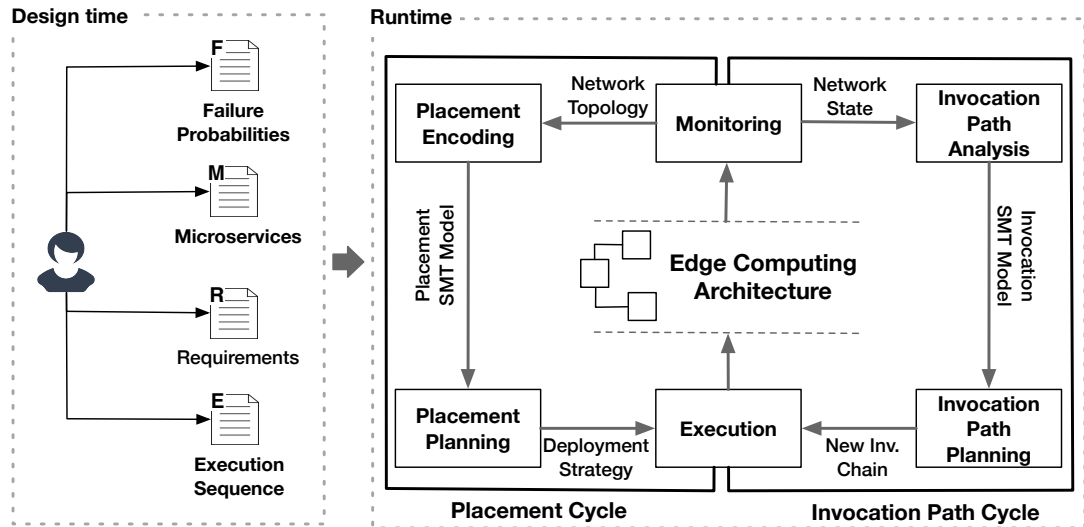 Design time
F
Failure
Probabilities
M
Microservices
R
Requirements
E
Execution
Sequence
Runtime
Placement
Encoding
Network
Topology
Monitoring
Network
State
Invocation
Path
Analysis
Placement
SMT Model
Edge Computing
Architecture
Invocation
SMT Model
Placement
Planning
Deployment
Strategy
Execution
New Inv.
Chain
Invocation
Path
Planning
Placement Cycle
Invocation Path Cycle